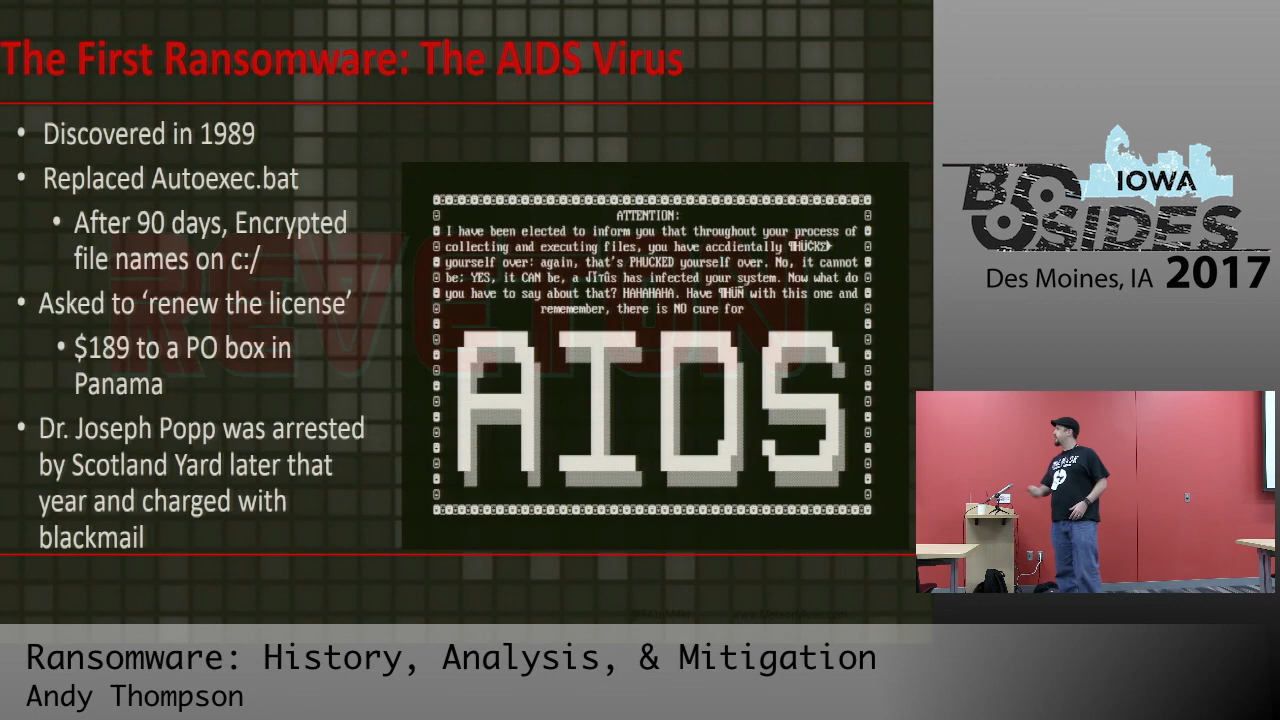 The First Ransomware: The AIDS Virus
• Discovered in 1989
• Replaced Autoexec.bat
• After 90 days, Encrypted
file names on c:/
• Asked to ‘renew the license’
• $189 to a PO box in
Panama
• Dr. Joseph Popp was arrested
by Scotland Yard later that
year and charged with
blackmail
REVETON
ATTENTION:
I have been elected to inform you that throughout your process of
collecting and executing files, you have accdientally
yourself over: again, that's PHUCKED yourself over. No, it cannot
be; YES, it CAN be, a √ïτûs has infected your system. Now what do
you have to say about that? HAHAHAHA. Have with this one and
remember, there is NO cure for
AIDS
BSIDES
IOWA
Des Moines, IA 2017
Ransomware: History, Analysis, & Mitigation
Andy Thompson